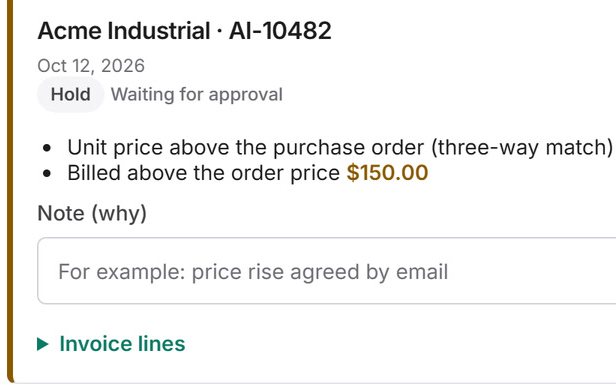 Acme Industrial · AI-10482
Oct 12, 2026
Hold Waiting for approval
• Unit price above the purchase order (three-way match)
• Billed above the order price $150.00
Note (why)
For example: price rise agreed by email
▶ Invoice lines